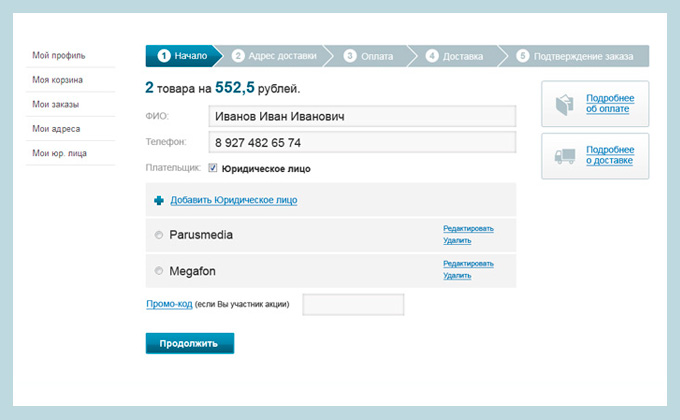 Мой профиль
Моя корзина
Мои заказы
Мои адреса
Мои юр. лица
1 Начало
2 Адрес доставки
3 Оплата
4 Доставка
5 Подтверждение заказа
2 товара на 552,5 рублей.
ФИО: Иванов Иван Иванович
Телефон: 8 927 482 65 74
Плательщик: Юридическое лицо
Добавить Юридическое лицо
Parusmedia
Редактировать
Удалить
Megafon
Редактировать
Удалить
Промо-код (если Вы участник акции)
Продолжить
Подробнее
об оплате
Подробнее
о доставке